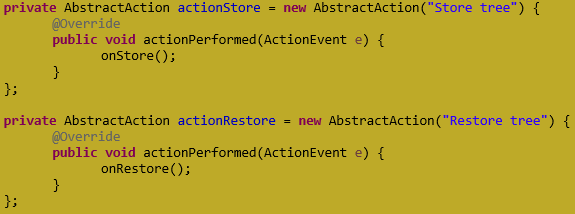 private AbstractAction actionStore = new AbstractAction("Store tree") {
@Override
public void actionPerformed(ActionEvent e) {
onStore();
}
};
private AbstractAction actionRestore = new AbstractAction("Restore tree") {
@Override
public void actionPerformed(ActionEvent e) {
onRestore();
}
};